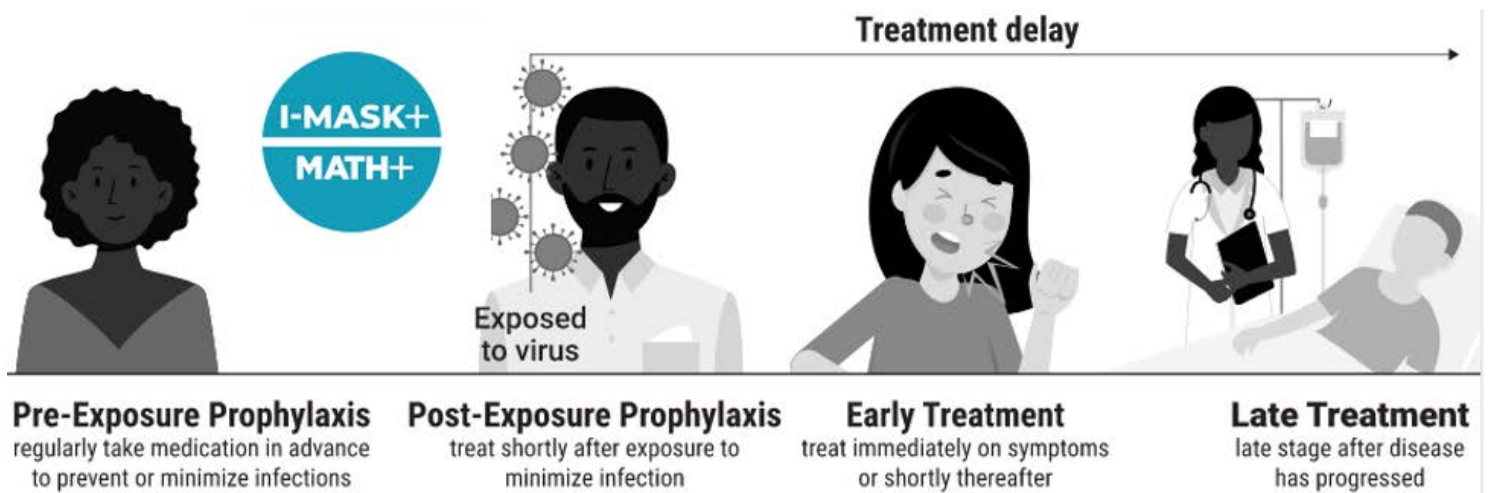 Treatment delay
I-MASK+
MATH+
Exposed
to virus
Pre-Exposure Prophylaxis
regularly take medication in advance
to prevent or minimize infections
Post-Exposure Prophylaxis
treat shortly after exposure to
minimize infection
Early Treatment
treat immediately on symptoms
or shortly thereafter
Late Treatment
late stage after disease
has progressed